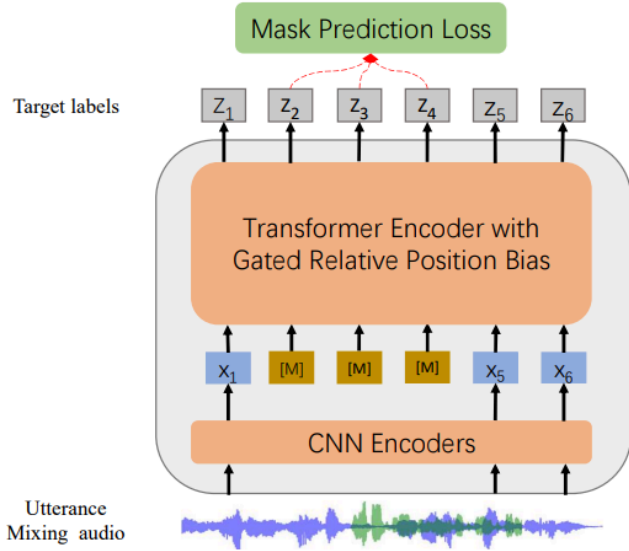 Mask Prediction Loss
Target labels
Z1 Z2 Z3 Z4 Z5 Z6
Transformer Encoder with
Gated Relative Position Bias
x1 [M] [M] [M] x5 x6
CNN Encoders
Utterance
Mixing audio